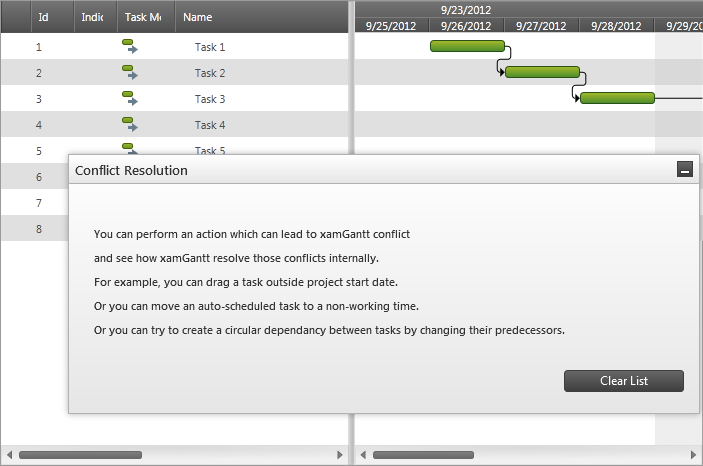 9/23/2012
Id Indic Task Mo Name
9/25/2012 9/26/2012 9/27/2012 9/28/2012 9/29/20
1 Task 1
2 Task 2
3 Task 3
4 Task 4
5 Task 5
6
7
8
Conflict Resolution
You can perform an action which can lead to xamGantt conflict
and see how xamGantt resolve those conflicts internally.
For example, you can drag a task outside project start date.
Or you can move an auto-scheduled task to a non-working time.
Or you can try to create a circular dependancy between tasks by changing their predecessors.
Clear List